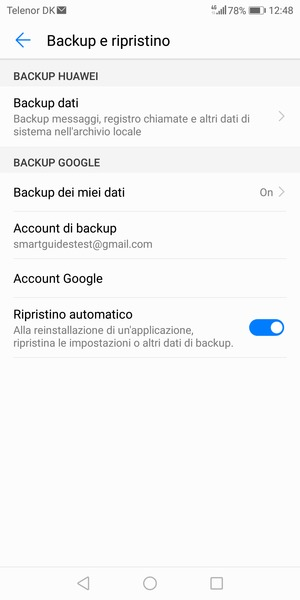 Telenor DK 4G 78% 12:48
Backup e ripristino
BACKUP HUAWEI
Backup dati
Backup messaggi, registro chiamate e altri dati di
sistema nell'archivio locale
BACKUP GOOGLE
Backup dei miei dati On
Account di backup
smartguidestest@gmail.com
Account Google
Ripristino automatico
Alla reinstallazione di un'applicazione,
ripristina le impostazioni o altri dati di backup.